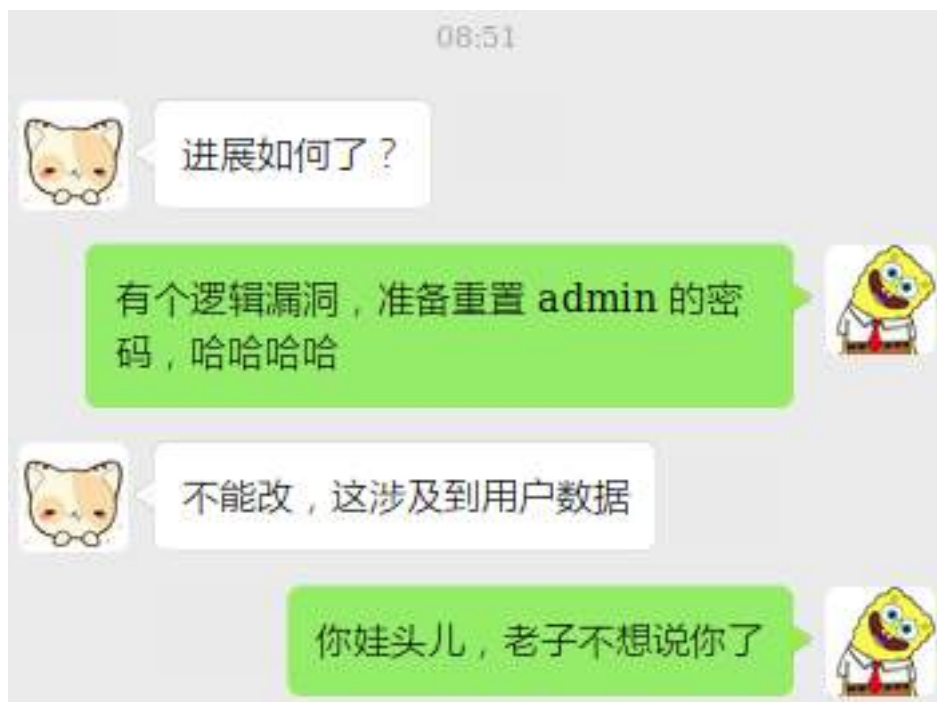 08:51
进展如何了？
有个逻辑漏洞，准备重置 admin 的密
码，哈哈哈哈
不能改，这涉及到用户数据
你娃头儿，老子不想说你了